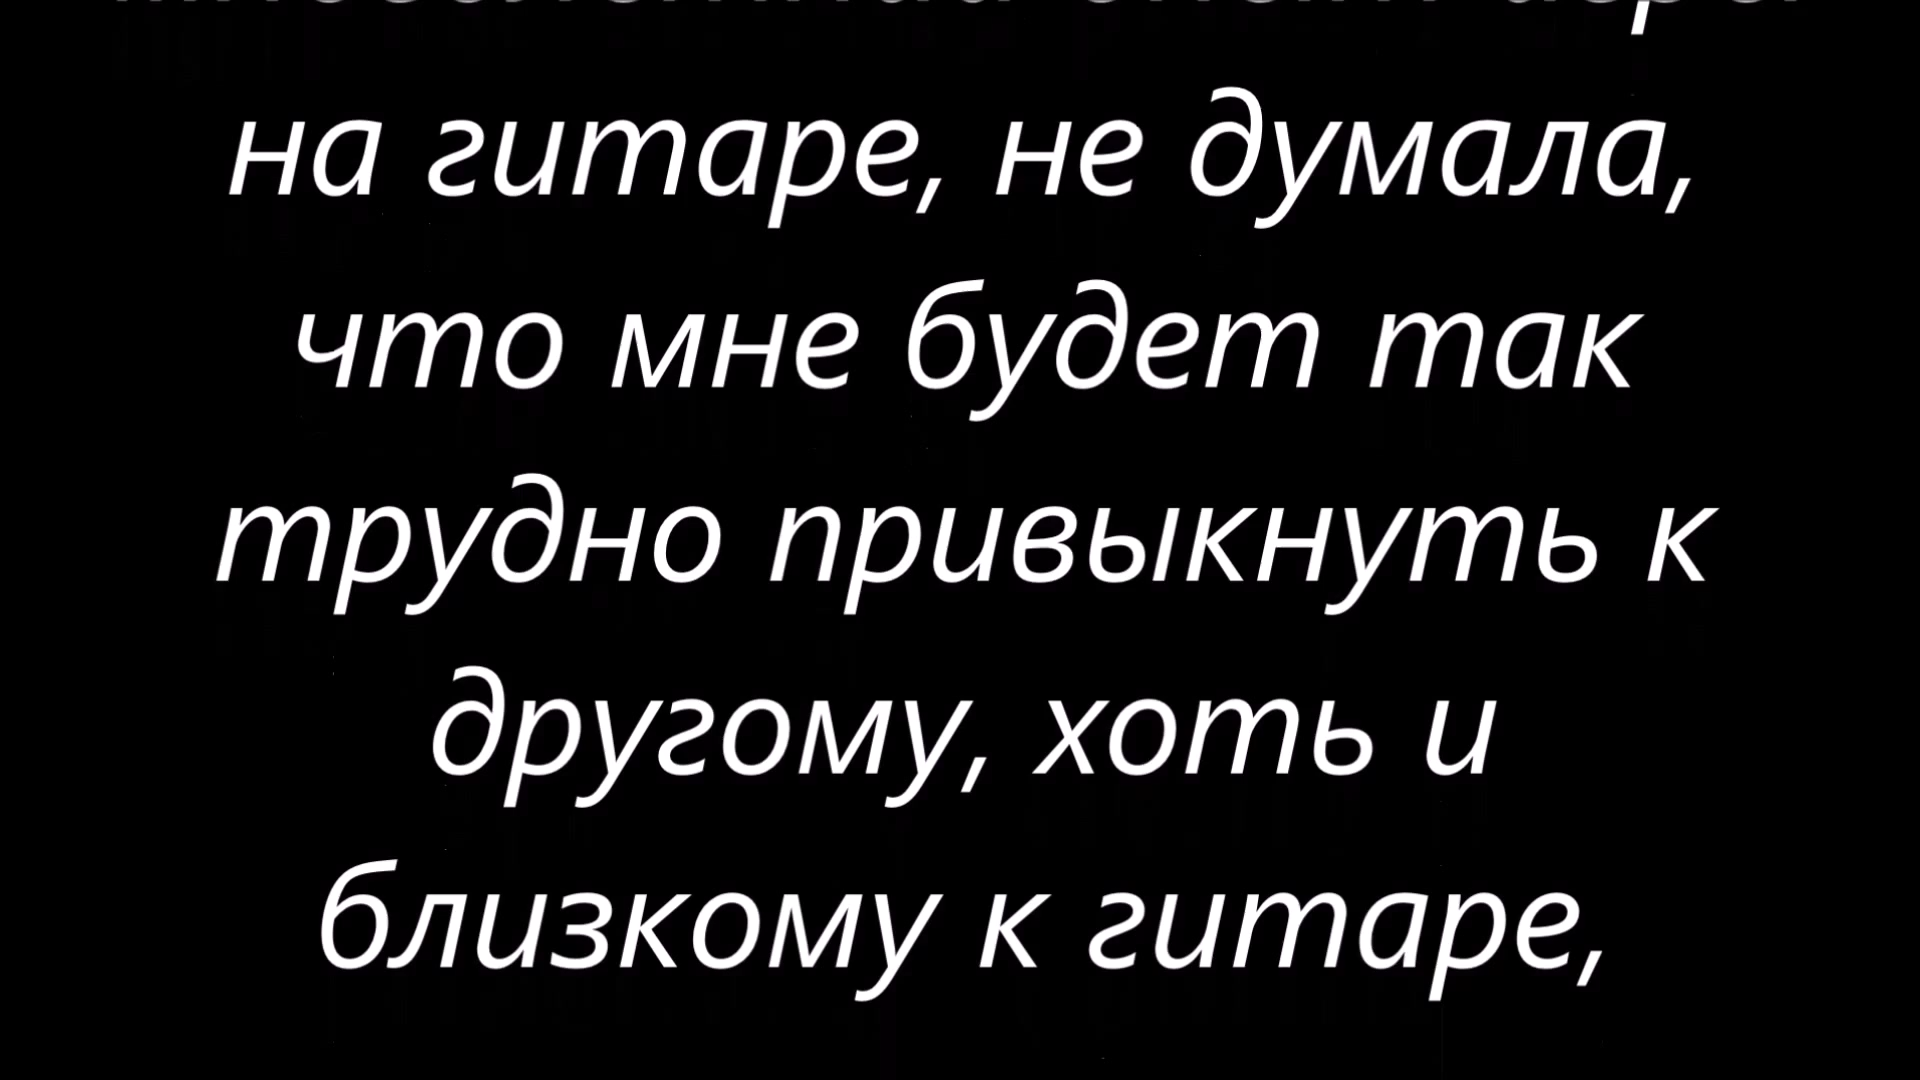 на гитаре, не думала,
что мне будет так
трудно привыкнуть к
другому, хоть и
близкому к гитаре,